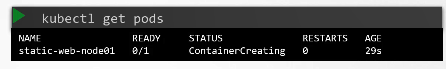 kubectl get pods
NAME READY STATUS RESTARTS AGE
static-web-node01 0/1 ContainerCreating 0 29s